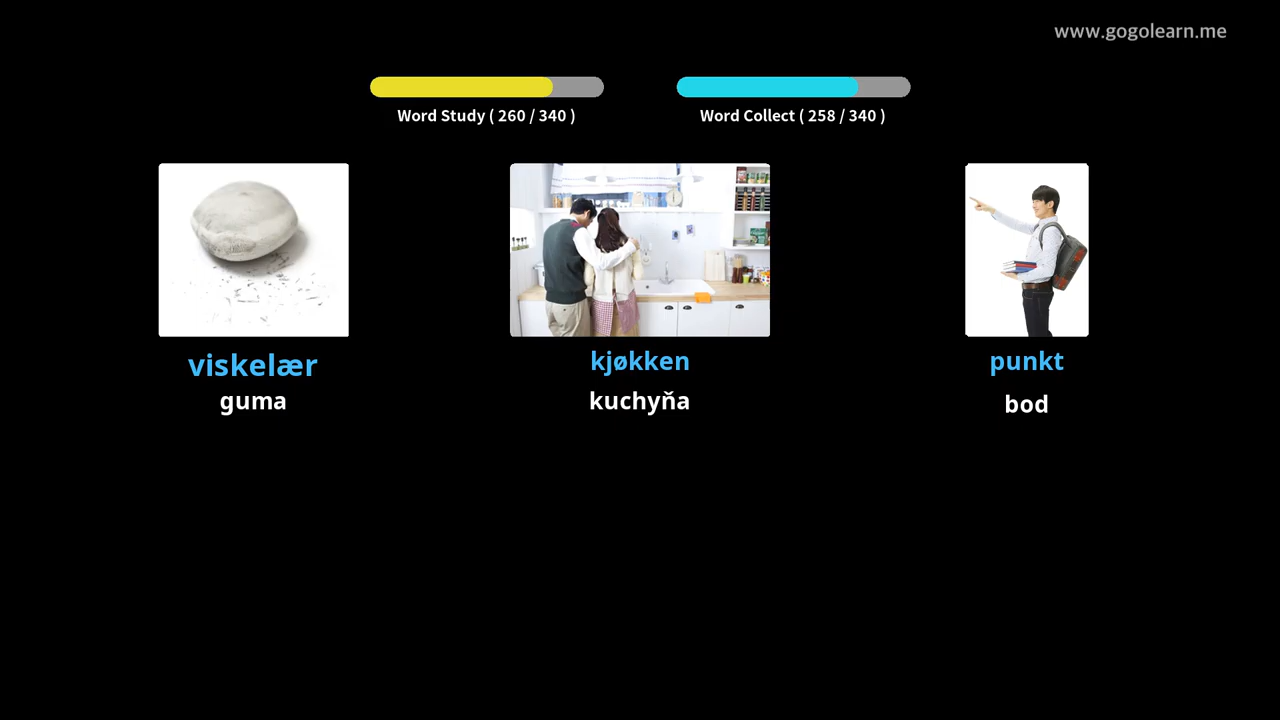 www.gogolearn.me
Word Study ( 260 / 340 )
Word Collect ( 258 / 340 )
viskelær
guma
kjøkken
kuchyňa
punkt
bod